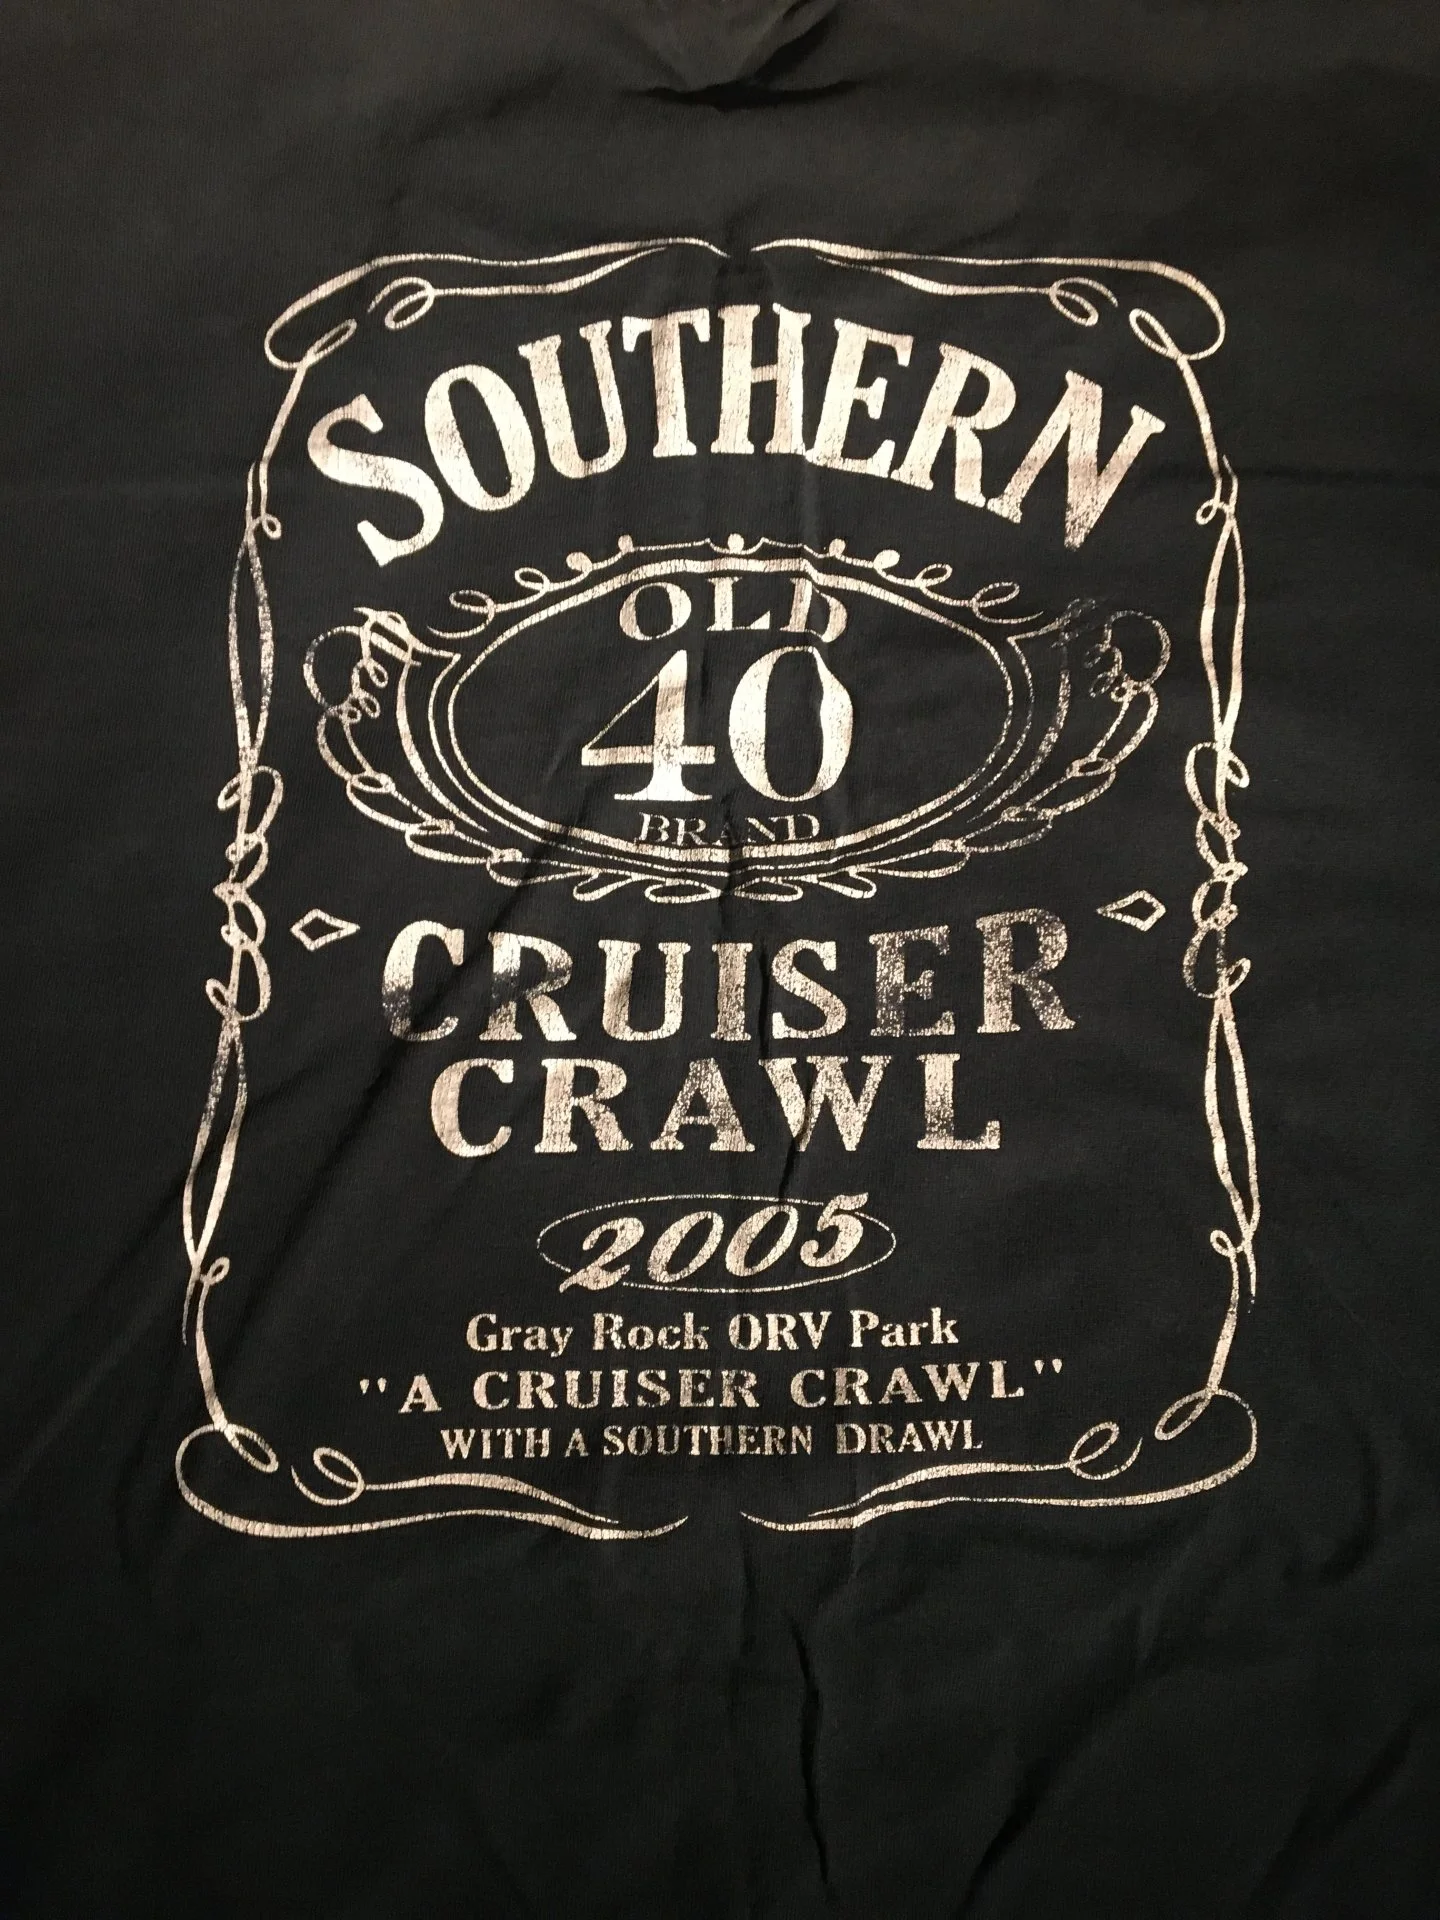 SOUTHERN
OLD
40
BRAND
CRUISER
CRAWL
2005
Gray Rock ORV Park
"A CRUISER CRAWL"
WITH A SOUTHERN DRAWL